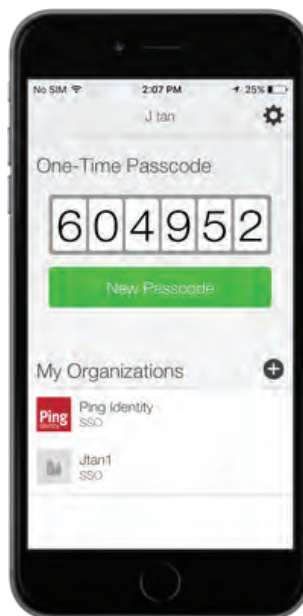 No SIM 2:07 PM 25%
J tan
One-Time Passcode
604952
New Passcode
My Organizations
Ping Identity
SSO
Ping
Jtan1
SSO